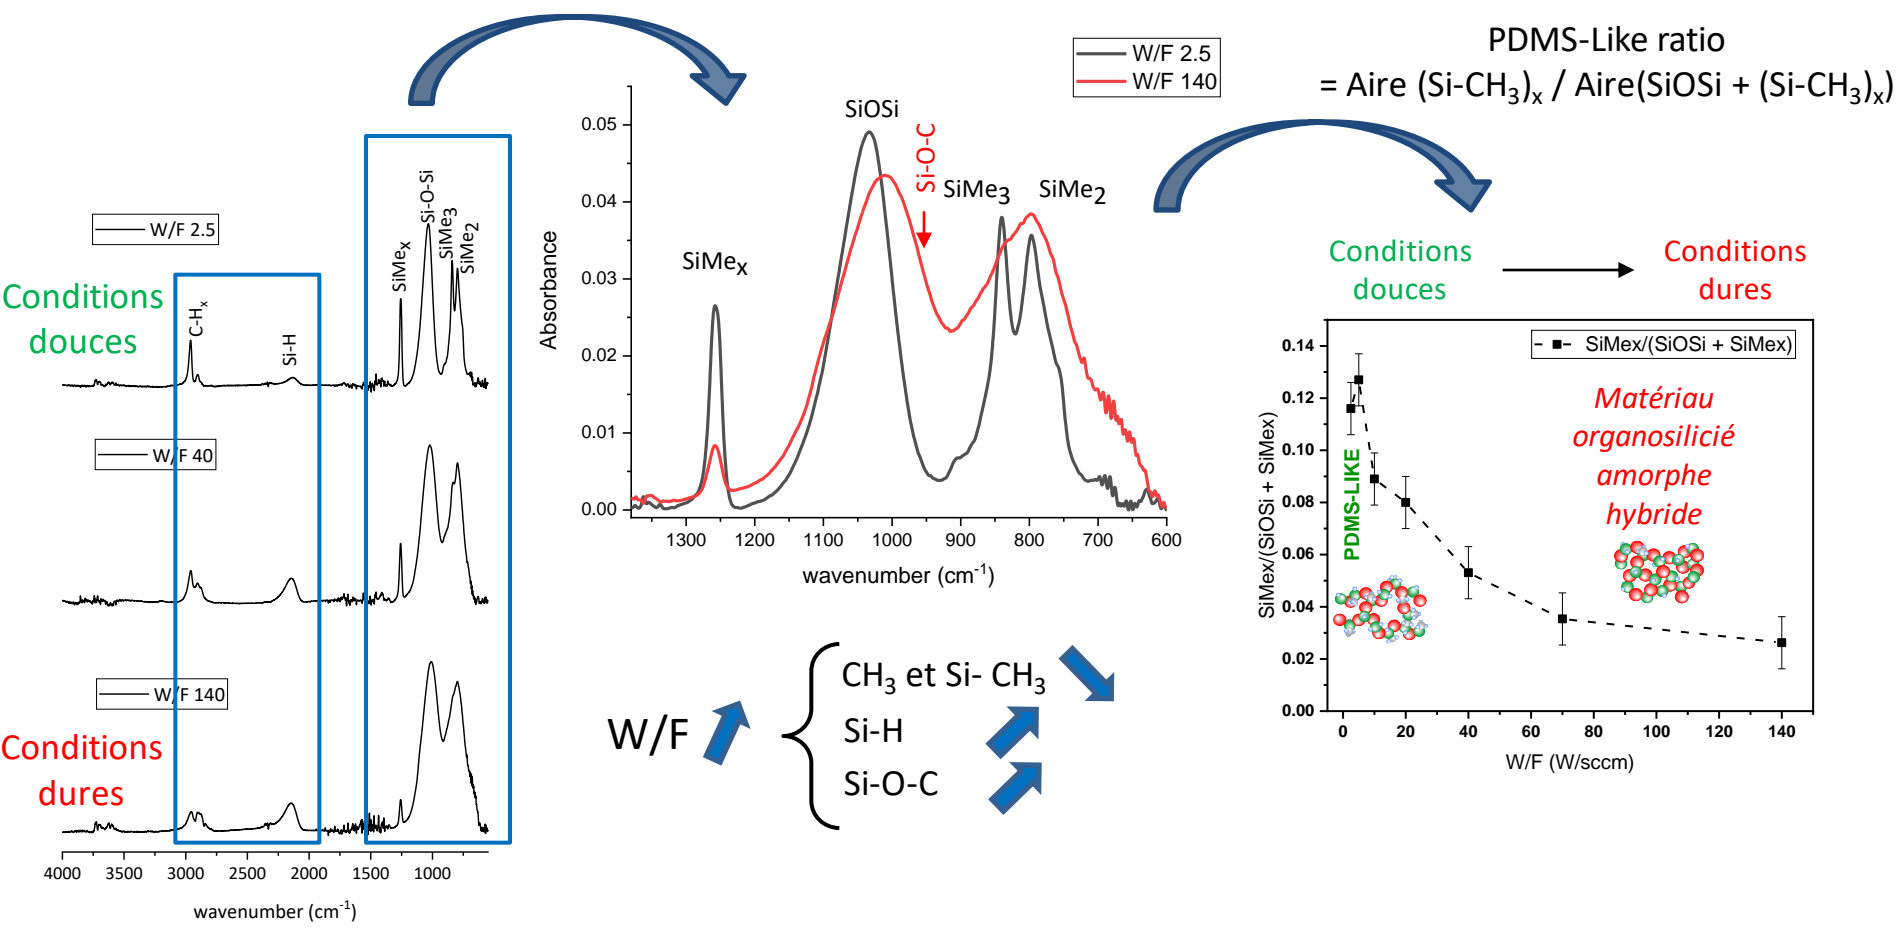 W/F 2.5
Conditions
douces
C-Hx
Si-H
SiMex
Si-O-Si
SiMe3
SiMe2
W/F 40
W/F 140
Conditions
dures
4000 3500 3000 2500 2000 1500 1000
wavenumber (cm-1)
W/F 2.5
W/F 140
SiOSi
Si-O-C
SiMe3
SiMe2
SiMex
Absorbance
0.05
0.04
0.03
0.02
0.01
0.00
1300 1200 1100 1000 900 800 700 600
wavenumber (cm-1)
W/F
CH3 et Si- CH3
Si-H
Si-O-C
PDMS-Like ratio
= Aire (Si-CH3)x / Aire(SiOSi + (Si-CH3)x)
Conditions
douces
Conditions
dures
SiMex/(SiOSi + SiMex)
Matériau
organosilicié
amorphe
hybride
PDMS-LIKE
SiMex/(SiOSi + SiMex)
0.14
0.12
0.10
0.08
0.06
0.04
0.02
0.00
0 20 40 60 80 100 120 140
W/F (W/sccm)